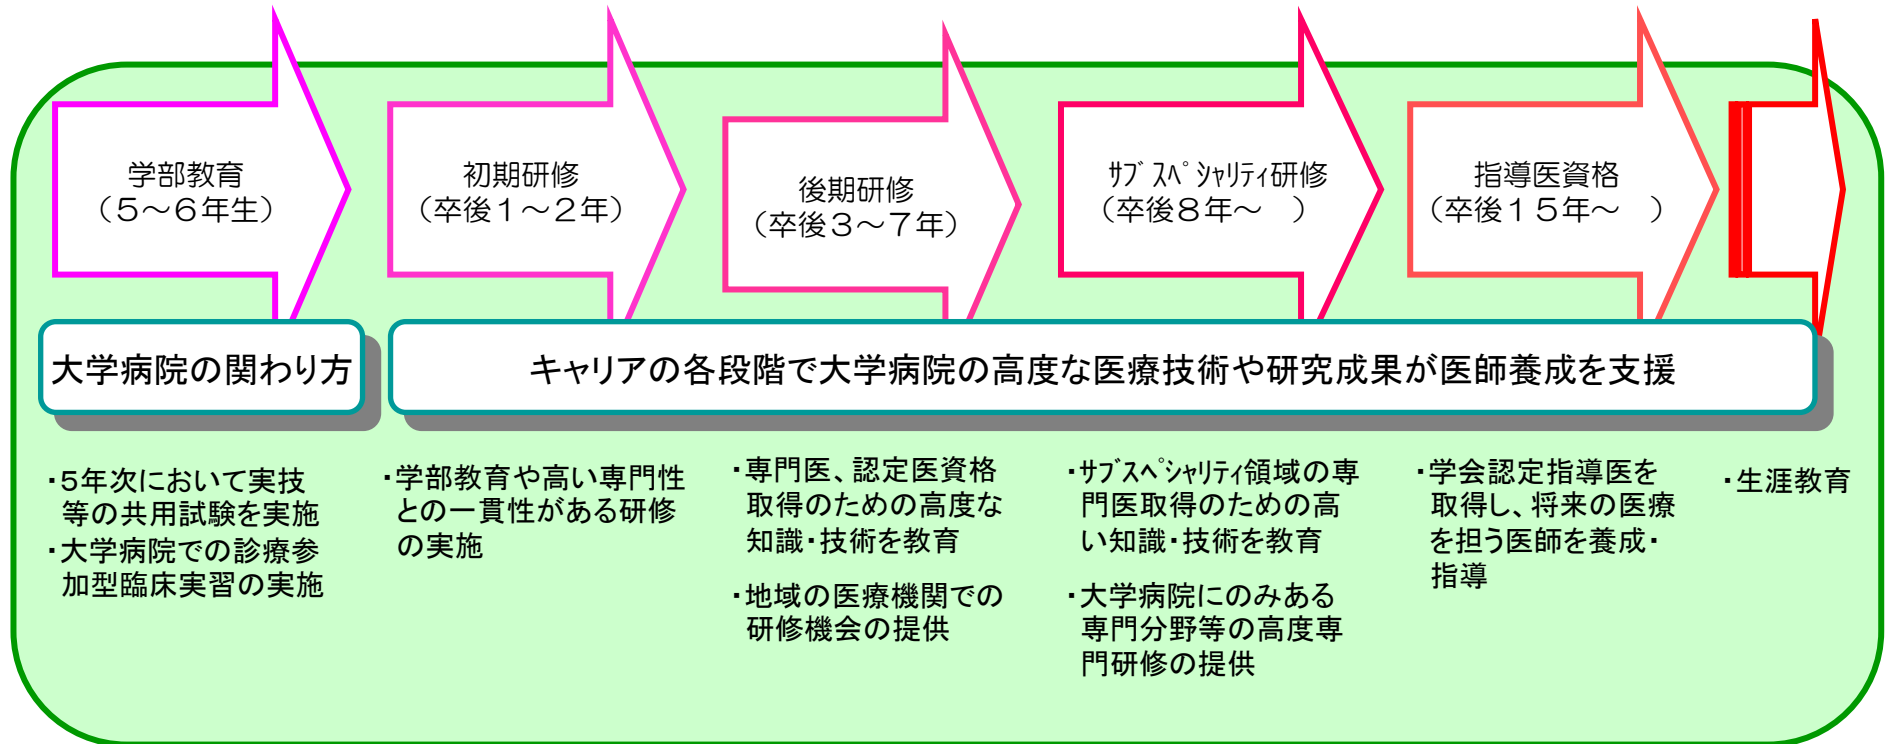 学部教育
（５～６年生）
初期研修
（卒後１～２年）
後期研修
（卒後３～７年）
ｻﾌﾞｽﾍﾟｼｬﾘﾃｨ研修
（卒後８年～　）
指導医資格
（卒後１５年～　）
大学病院の関わり方
キャリアの各段階で大学病院の高度な医療技術や研究成果が医師養成を支援
・５年次において実技
等の共用試験を実施
・大学病院での診療参
加型臨床実習の実施
・学部教育や高い専門性
との一貫性がある研修
の実施
・専門医、認定医資格
取得のための高度な
知識・技術を教育
・地域の医療機関での
研修機会の提供
・ｻﾌﾞｽﾍﾟｼｬﾘﾃｨ領域の専
門医取得のための高
い知識・技術を教育
・大学病院にのみある
専門分野等の高度専
門研修の提供
・学会認定指導医を
取得し、将来の医療
を担う医師を養成・
指導
・生涯教育